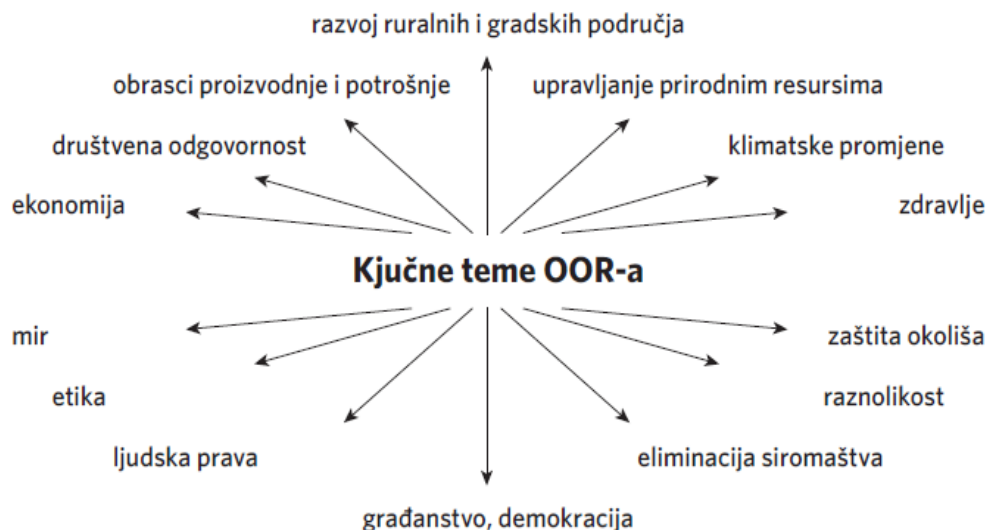 razvoj ruralnih i gradskih područja
obrasci proizvodnje i potrošnje
upravljanje prirodnim resursima
društvena odgovornost
klimatske promjene
ekonomija
zdravlje
Kjučne teme OOR-a
mir
zaštita okoliša
etika
raznolikost
ljudska prava
eliminacija siromaštva
građanstvo, demokracija